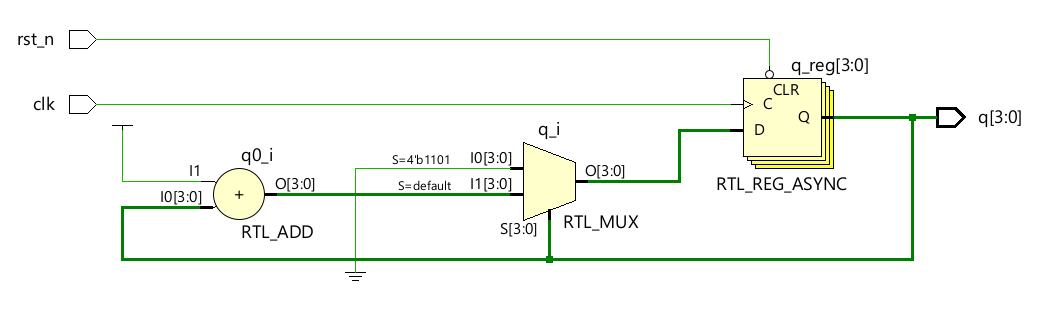 rst_n
q_reg[3:0]
CLR
clk
C
Q
q[3:0]
D
q_i
RTL_REG_ASYNC
q0_i
S=4'b1101
I0[3:0]
I1
O[3:0]
S=default
I1[3:0]
O[3:0]
I0[3:0]
+
RTL_ADD
S[3:0]
RTL_MUX